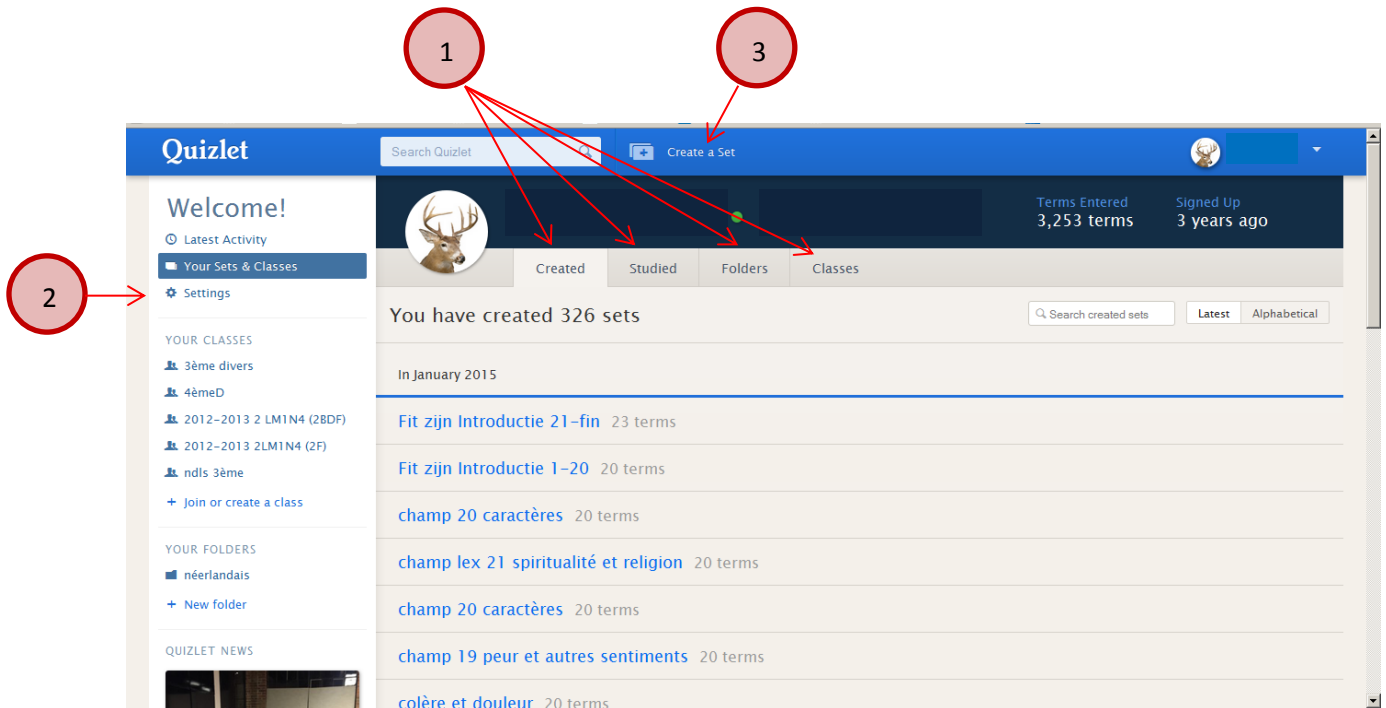 1
3
Quizlet
Search Quizlet
Create a Set
Welcome!
Latest Activity
Your Sets & Classes
Settings
2
YOUR CLASSES
3ème divers
4èmeD
2012-2013 2 LM1N4 (2BDF)
2012-2013 2LM1N4 (2F)
ndls 3ème
+ Join or create a class
YOUR FOLDERS
néerlandais
+ New folder
QUIZLET NEWS
Terms Entered
3,253 terms
Signed Up
3 years ago
Created
Studied
Folders
Classes
You have created 326 sets
Search created sets
Latest
Alphabetical
In January 2015
Fit zijn Introductie 21-fin 23 terms
Fit zijn Introductie 1-20 20 terms
champ 20 caractères 20 terms
champ lex 21 spiritualité et religion 20 terms
champ 20 caractères 20 terms
champ 19 peur et autres sentiments 20 terms
colère et douleur 20 terms